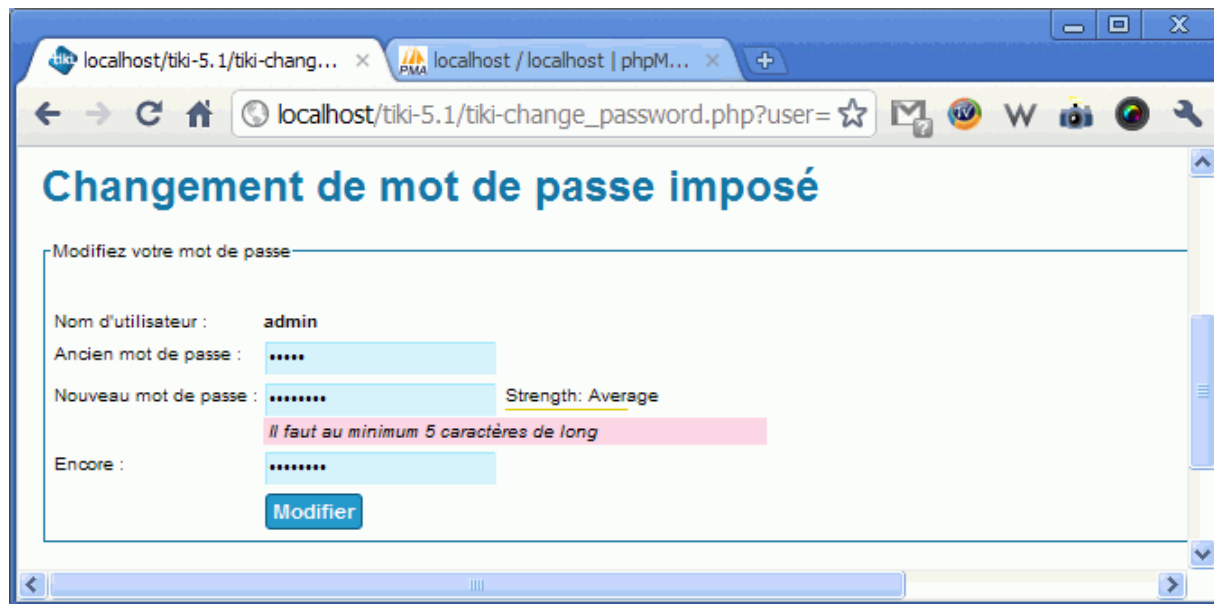 localhost/tiki-5.1/tiki-chang...
PMA localhost / localhost | phpM...
localhost/tiki-5.1/tiki-change_password.php?user=
Changement de mot de passe imposé
Modifiez votre mot de passe
Nom d'utilisateur : admin
Ancien mot de passe : •••••
Nouveau mot de passe : •••••••• Strength: Average
Il faut au minimum 5 caractères de long
Encore : ••••••••
Modifier